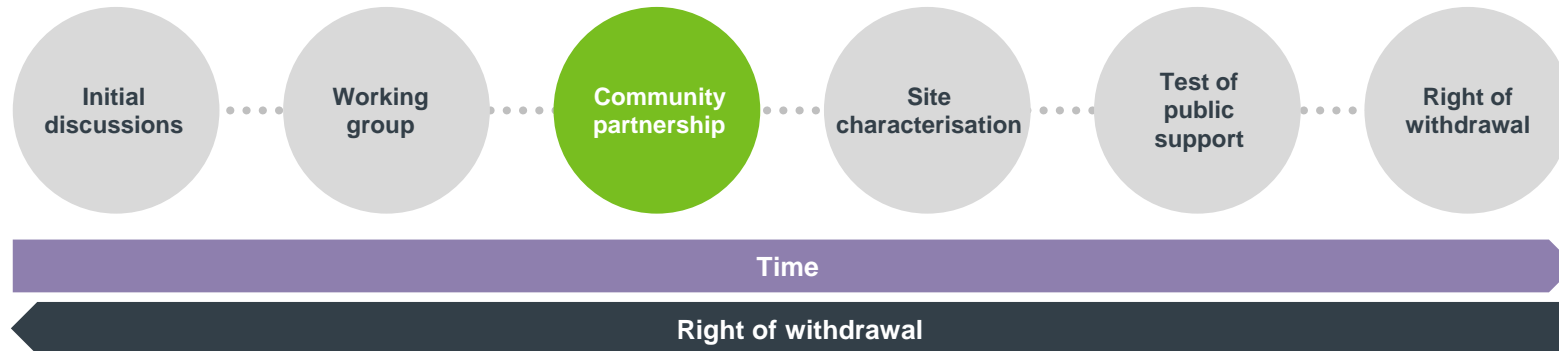 Initial
discussions
Working
group
Community
partnership
Site
characterisation
Test of
public
support
Right of
withdrawal
Time
Right of withdrawal